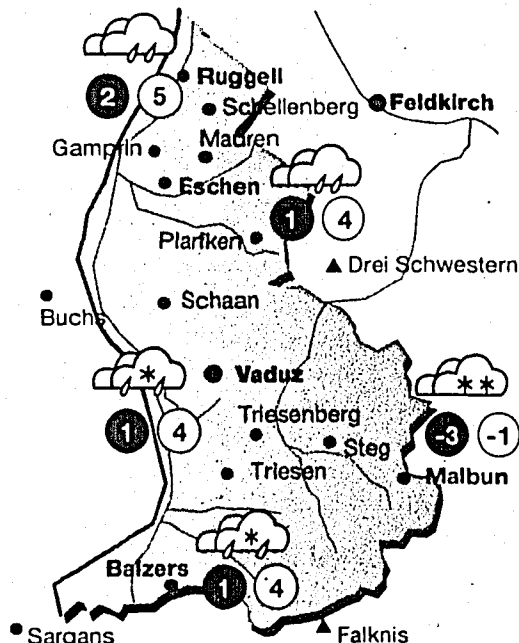 Ruggell
2 5
Schellenberg
Feldkirch
Mauren
Gamprin
Eschen
1 4
Planken
Drei Schwestern
Buchs
Schaan
Vaduz
1 4
Triesenberg
-3 -1
Steg
Triesen
Malbun
Balzers
1 4
Sargans
Falknis